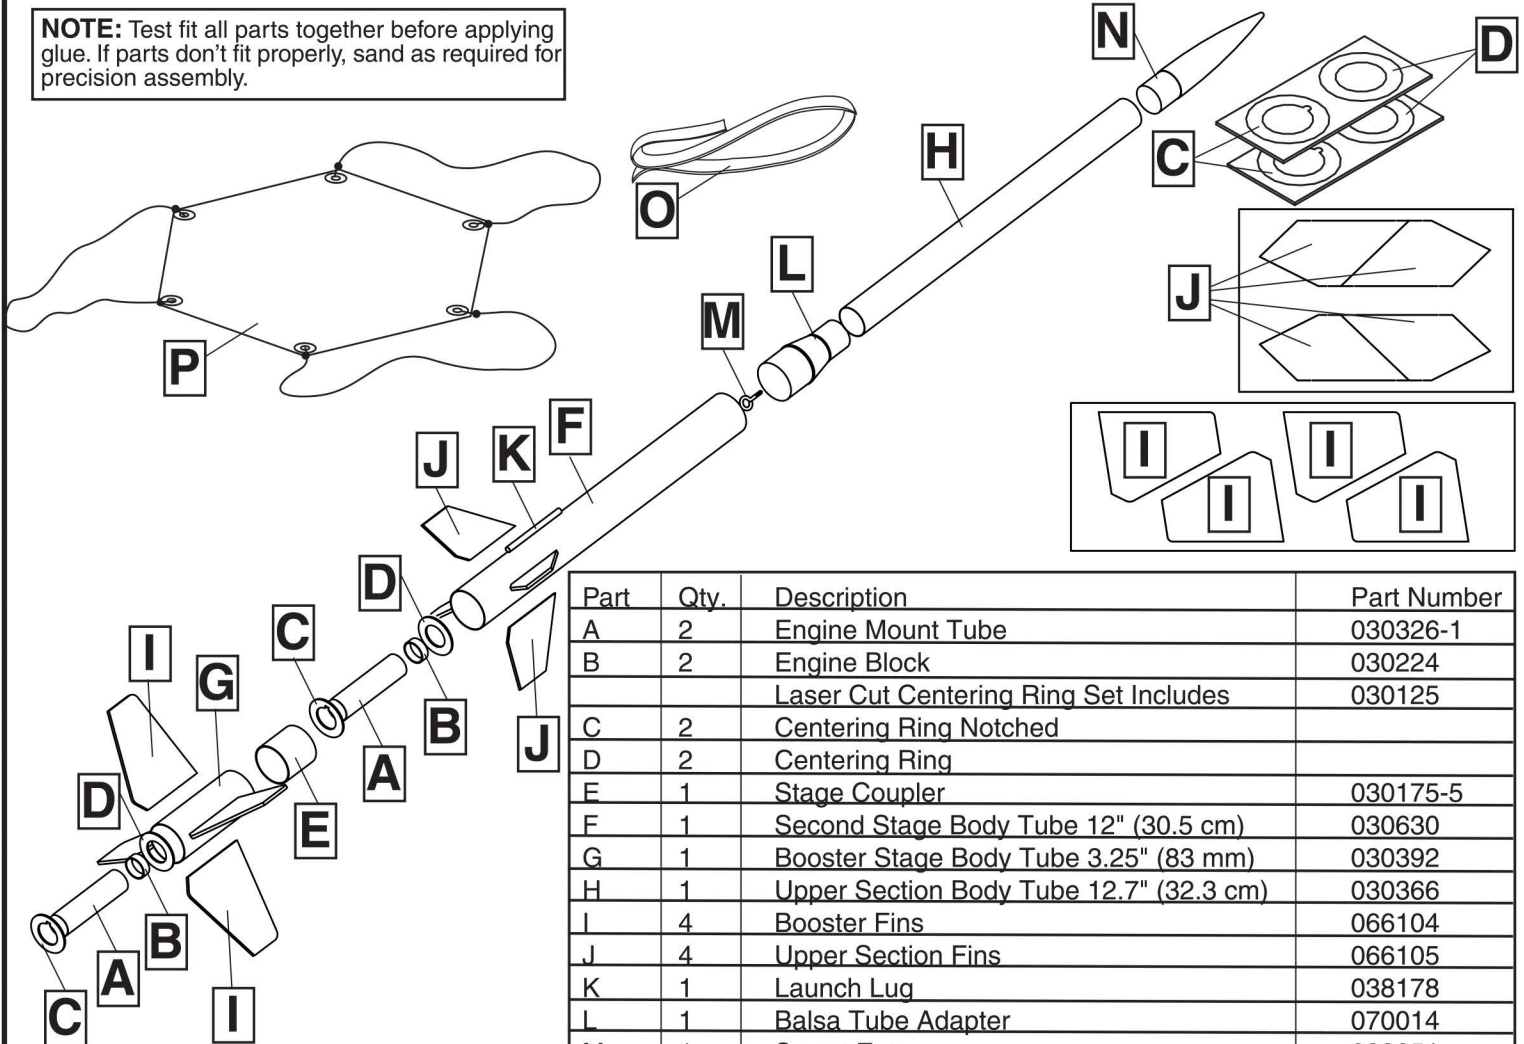 NOTE: Test fit all parts together before applying
glue. If parts don't fit properly, sand as required for
precision assembly.
N
D
H
C
O
L
J
M
P
F
J
K
I
I
I
I
D
C
I
G
B
J
A
D
E
B
A
I
C
Part Qty. Description Part Number
A 2 Engine Mount Tube 030326-1
B 2 Engine Block 030224
Laser Cut Centering Ring Set Includes 030125
C 2 Centering Ring Notched
D 2 Centering Ring
E 1 Stage Coupler 030175-5
F 1 Second Stage Body Tube 12" (30.5 cm) 030630
G 1 Booster Stage Body Tube 3.25" (83 mm) 030392
H 1 Upper Section Body Tube 12.7" (32.3 cm) 030366
I 4 Booster Fins 066104
J 4 Upper Section Fins 066105
K 1 Launch Lug 038178
L 1 Balsa Tube Adapter 070014